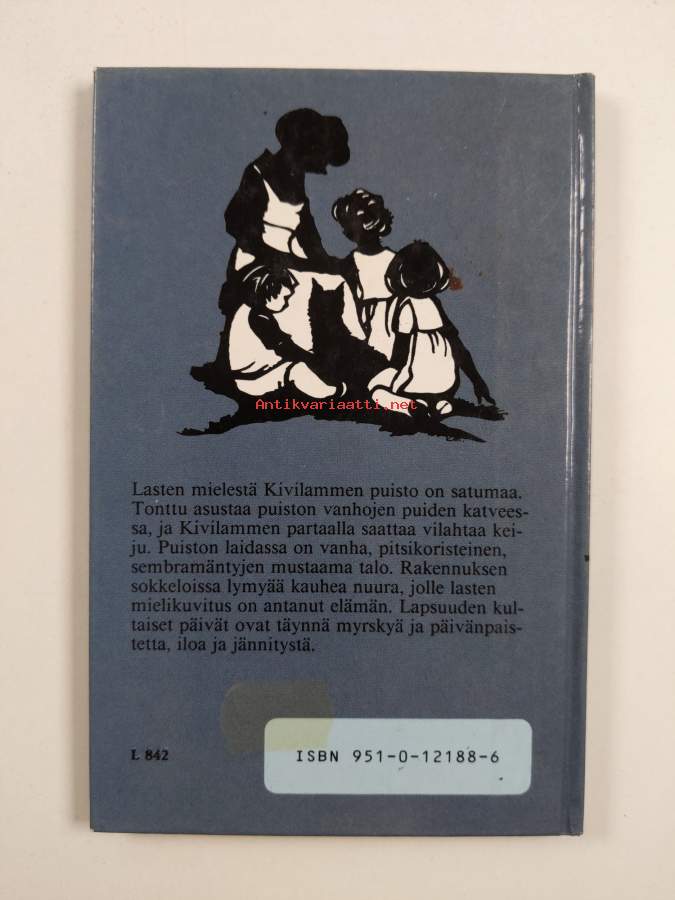 Antikvariaatti.net
Lasten mielestä Kivilammen puisto on satumaa.
Tonttu asustaa puiston vanhojen puiden katvees-
sa, ja Kivilammen partaalla saattaa vilahtaa kei-
ju. Puiston laidassa on vanha, pitsikoristeinen,
sembramäntyjen mustaama talo. Rakennuksen
sokkeloissa lymyää kauhea nuura, jolle lasten
mielikuvitus on antanut elämän. Lapsuuden kul-
taiset päivät ovat täynnä myrskyä ja päivänpais-
tetta, iloa ja jännitystä.
L 842
ISBN 951-0-12188-6